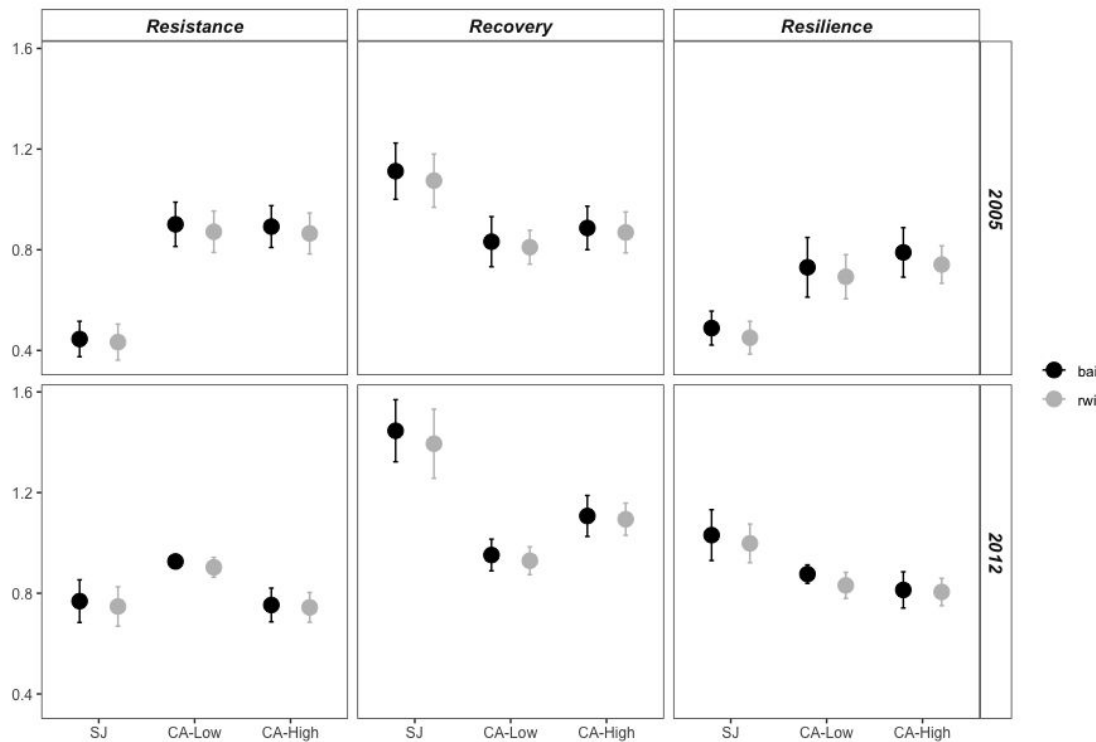 Resistance Recovery Resilience
1.6
1.2
0.8
0.4
2005
bai
rwi
1.6
1.2
0.8
0.4
2012
SJ CA-Low CA-High SJ CA-Low CA-High SJ CA-Low CA-High